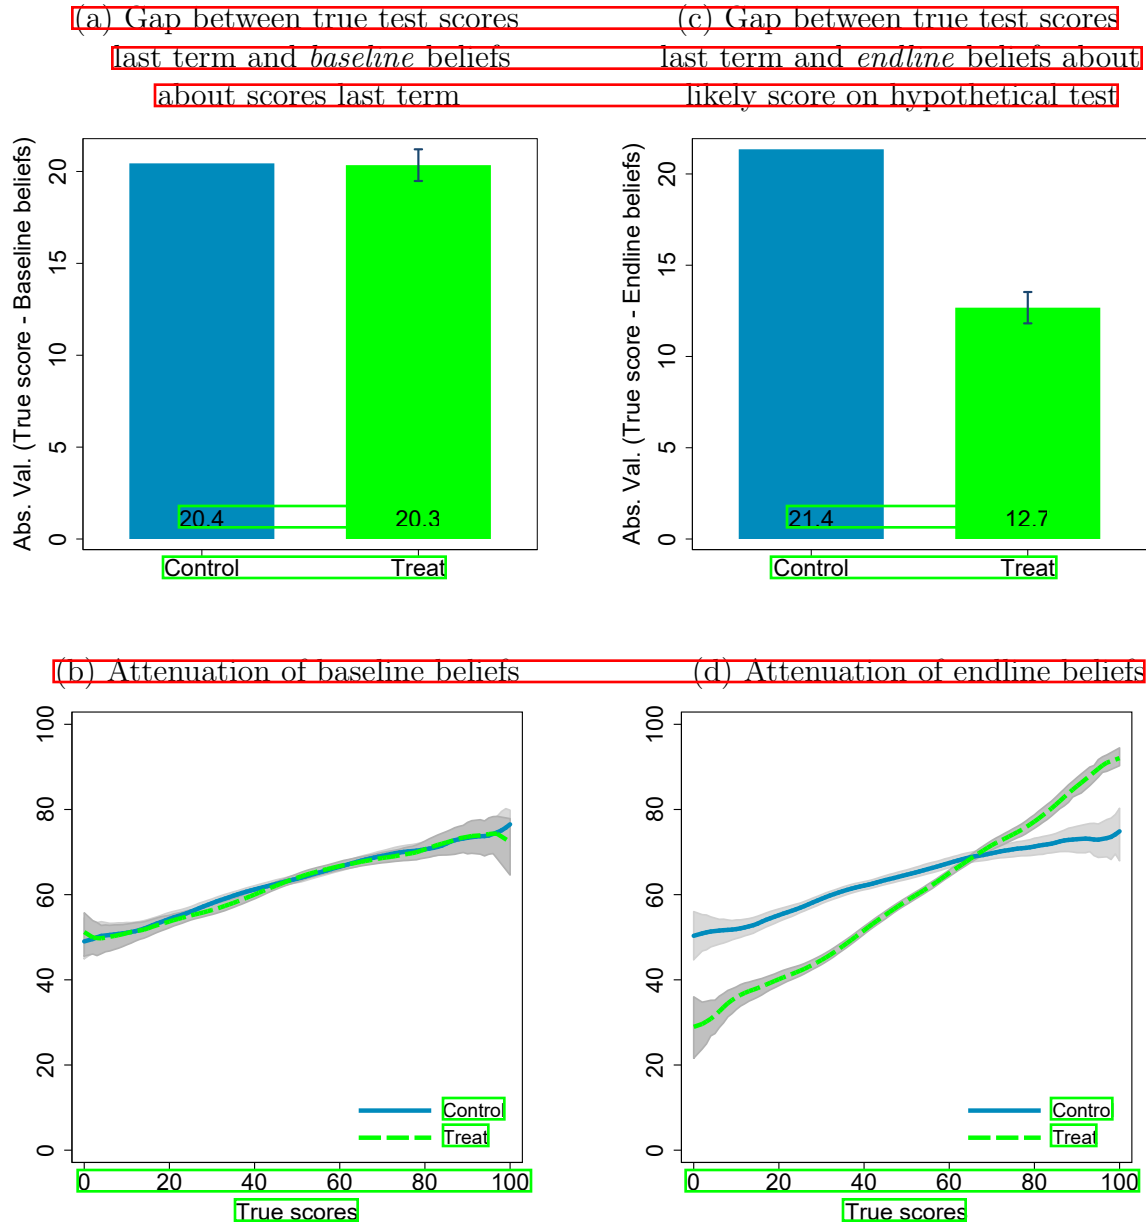 (a) Gap between true test scores
last term and baseline beliefs
about scores last term
Abs. Val. (True score - Baseline beliefs)
20
15
10
5
0
20.4 20.3
Control Treat
(c) Gap between true test scores
last term and endline beliefs about
likely score on hypothetical test
Abs. Val. (True score - Endline beliefs)
20
15
10
5
0
21.4 12.7
Control Treat
(b) Attenuation of baseline beliefs
100
80
60
40
20
0
Control
Treat
0 20 40 60 80 100
True scores
(d) Attenuation of endline beliefs
100
80
60
40
20
0
Control
Treat
0 20 40 60 80 100
True scores